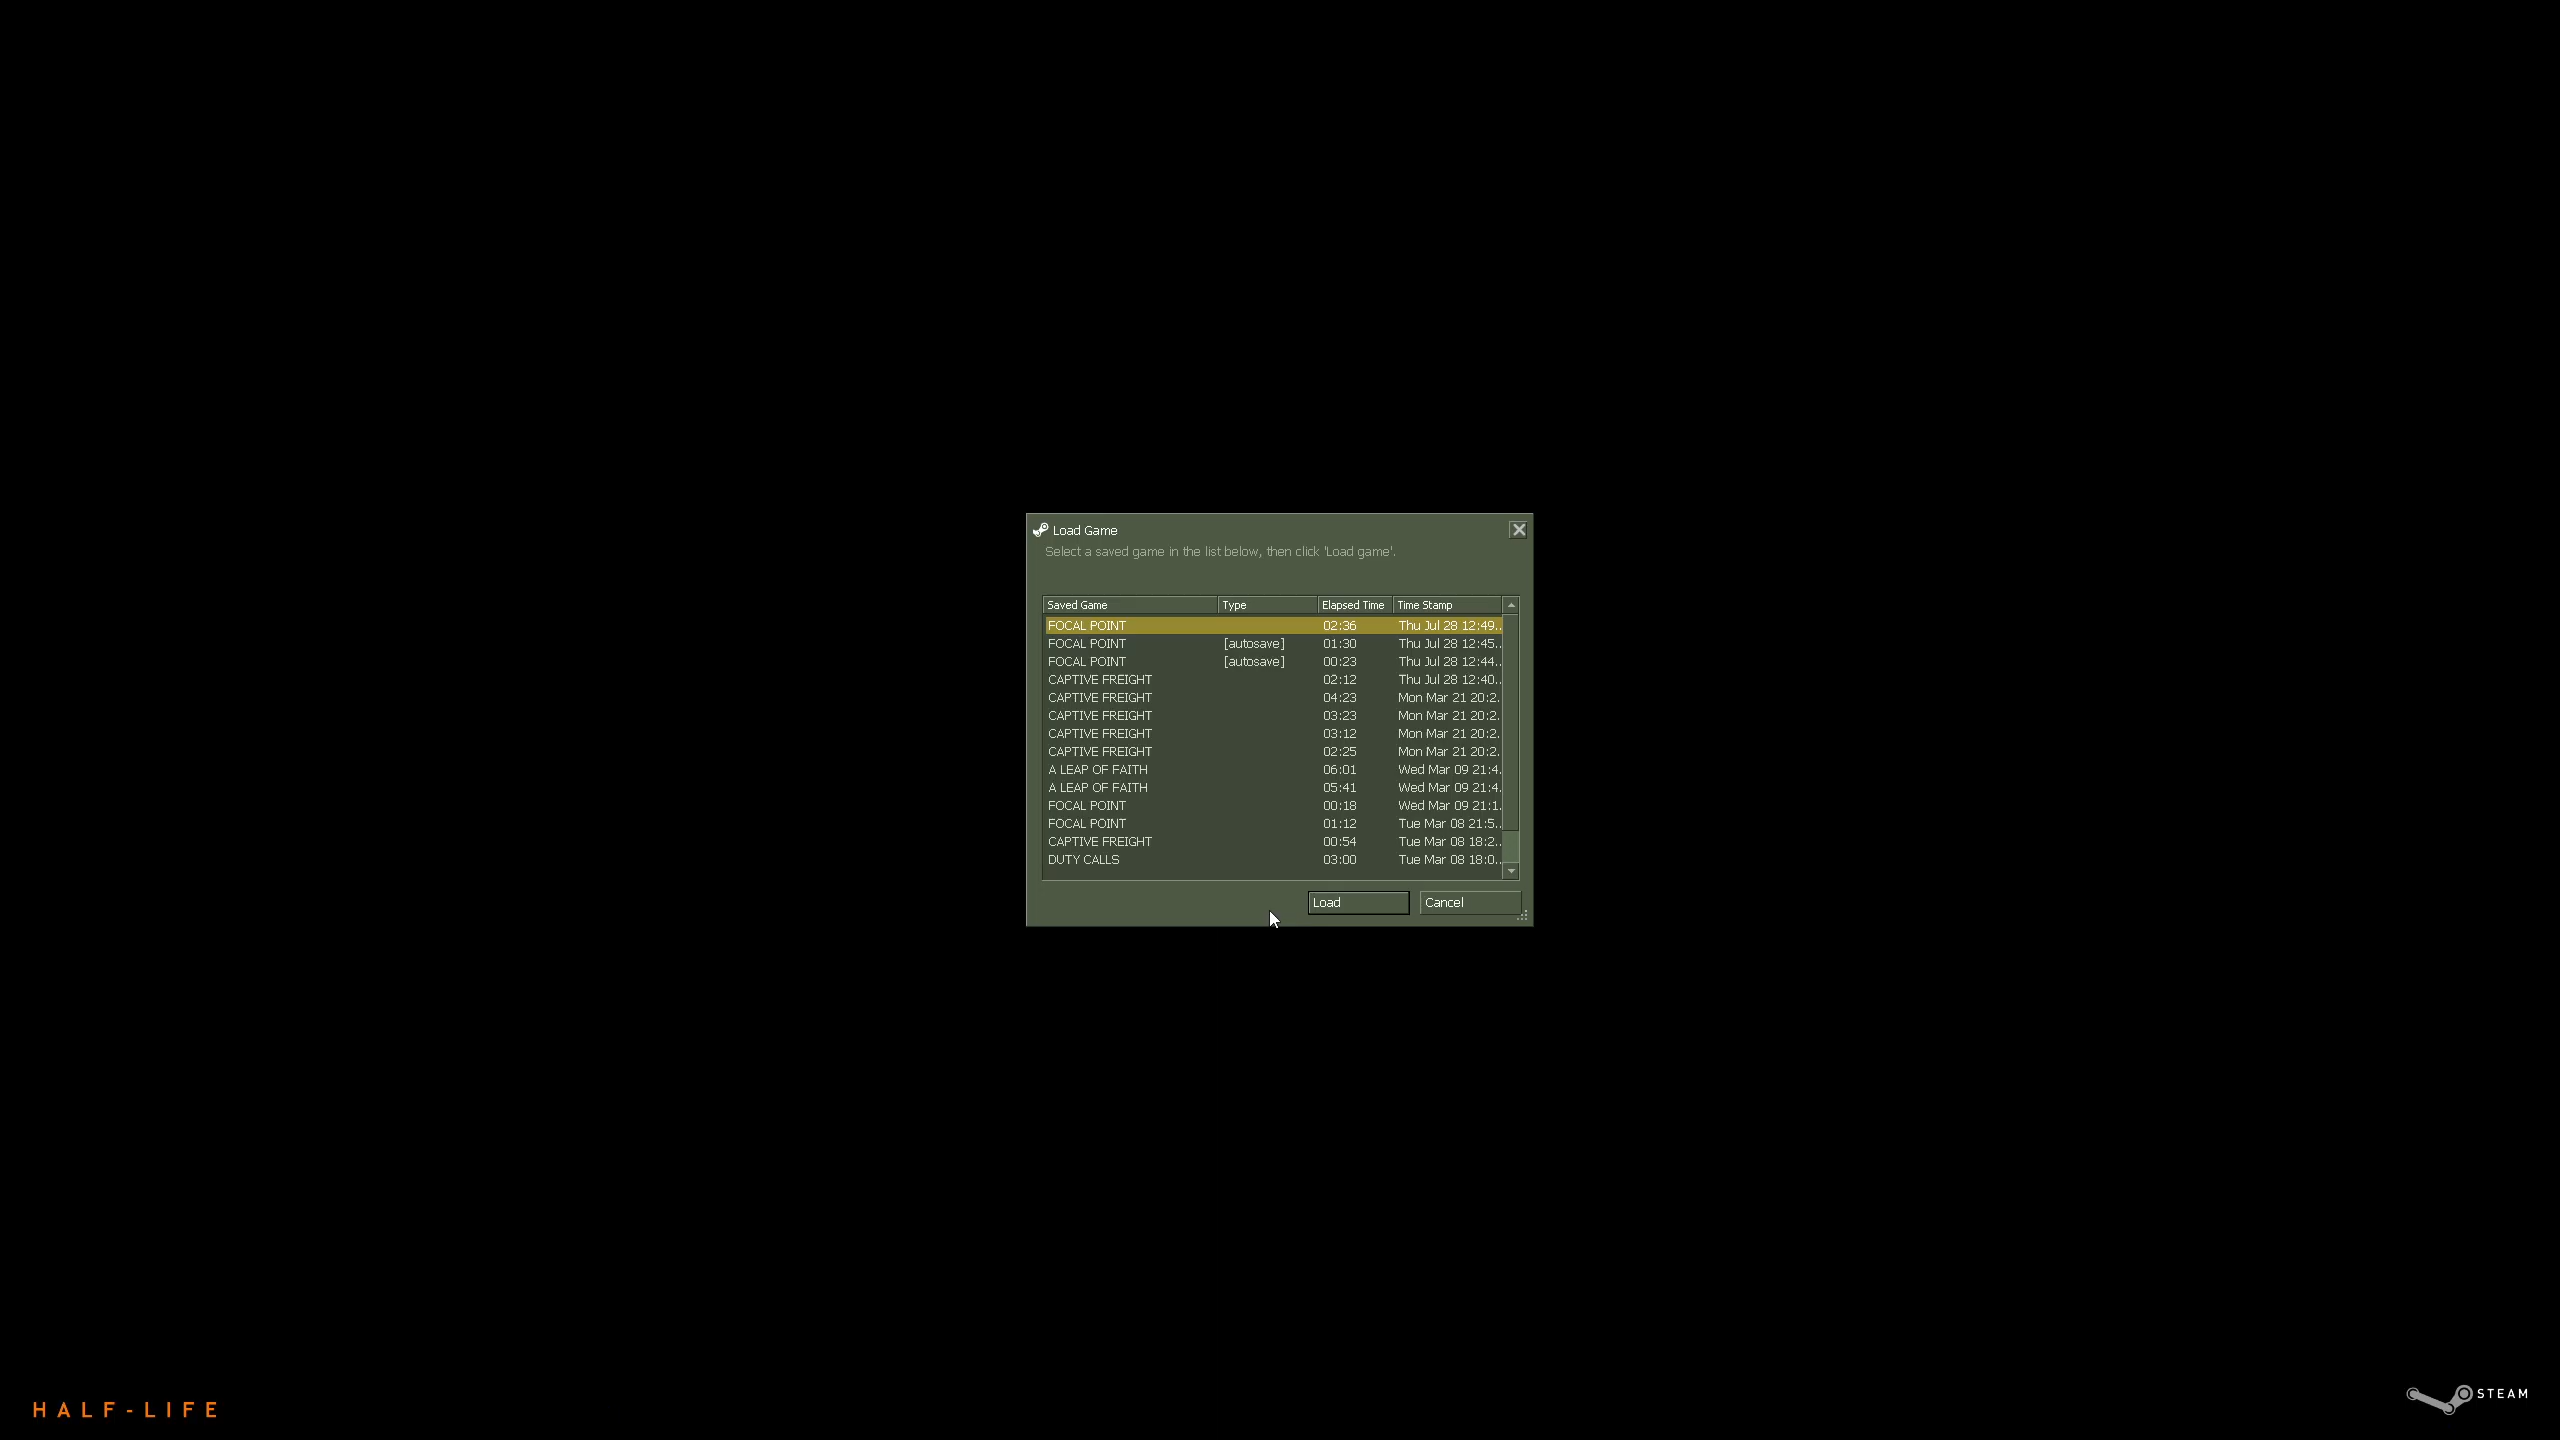 Load Game
Select a saved game in the list below, then click 'Load game'.
Saved Game Type Elapsed Time Time Stamp
FOCAL POINT 02:36 Thu Jul 28 12:49..
FOCAL POINT [autosave] 01:30 Thu Jul 28 12:45..
FOCAL POINT [autosave] 00:23 Thu Jul 28 12:44..
CAPTIVE FREIGHT 02:12 Thu Jul 28 12:40..
CAPTIVE FREIGHT 04:23 Mon Mar 21 20:2.
CAPTIVE FREIGHT 03:23 Mon Mar 21 20:2.
CAPTIVE FREIGHT 03:12 Mon Mar 21 20:2.
CAPTIVE FREIGHT 02:25 Mon Mar 21 20:2.
A LEAP OF FAITH 06:01 Wed Mar 09 21:4.
A LEAP OF FAITH 05:41 Wed Mar 09 21:4.
FOCAL POINT 00:18 Wed Mar 09 21:1.
FOCAL POINT 01:12 Tue Mar 08 21:5..
CAPTIVE FREIGHT 00:54 Tue Mar 08 18:2..
DUTY CALLS 03:00 Tue Mar 08 18:0..
Load Cancel
HALF-LIFE
STEAM